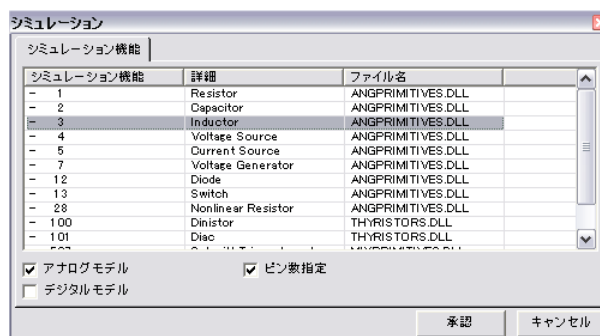 シミュレーション
シミュレーション機能
シミュレーション機能 詳細 ファイル名
- 1 Resistor ANGPRIMITIVES.DLL
- 2 Capacitor ANGPRIMITIVES.DLL
- 3 Inductor ANGPRIMITIVES.DLL
- 4 Voltage Source ANGPRIMITIVES.DLL
- 5 Current Source ANGPRIMITIVES.DLL
- 7 Voltage Generator ANGPRIMITIVES.DLL
- 12 Diode ANGPRIMITIVES.DLL
- 13 Switch ANGPRIMITIVES.DLL
- 28 Nonlinear Resistor ANGPRIMITIVES.DLL
- 100 Dinistor THYRISTORS.DLL
- 101 Diac THYRISTORS.DLL
アナログモデル ピン数指定
デジタルモデル
承認 キャンセル